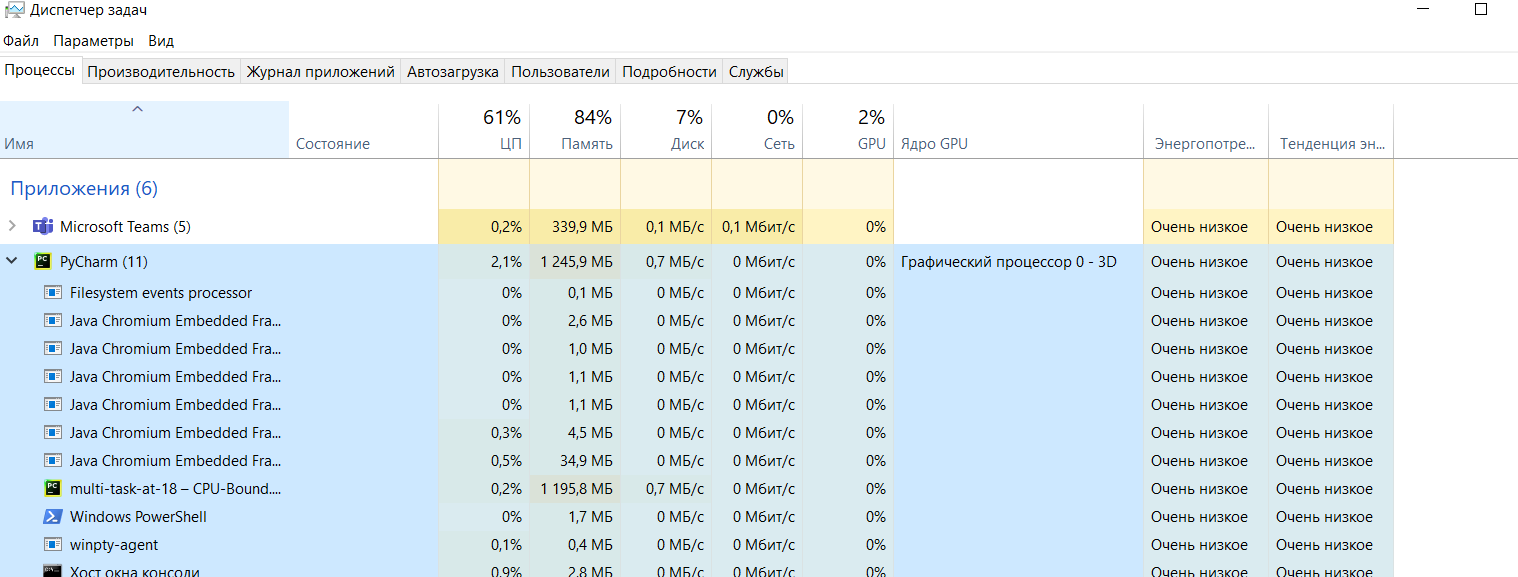 Диспетчер задач
Файл Параметры Вид
Процессы Производительность Журнал приложений Автозагрузка Пользователи Подробности Службы
61% 84% 7% 0% 2%
Имя Состояние ЦП Память Диск Сеть GPU Ядро GPU Энергопотре... Тенденция эн...
Приложения (6)
Microsoft Teams (5) 0,2% 339,9 МБ 0,1 МБ/с 0,1 Мбит/с 0% Очень низкое Очень низкое
PC PyCharm (11) 2,1% 1 245,9 МБ 0,7 МБ/с 0 Мбит/с 0% Графический процессор 0 - 3D Очень низкое Очень низкое
Filesystem events processor 0% 0,1 МБ 0 МБ/с 0 Мбит/с 0% Очень низкое Очень низкое
Java Chromium Embedded Fra... 0% 2,6 МБ 0 МБ/с 0 Мбит/с 0% Очень низкое Очень низкое
Java Chromium Embedded Fra... 0% 1,0 МБ 0 МБ/с 0 Мбит/с 0% Очень низкое Очень низкое
Java Chromium Embedded Fra... 0% 1,1 МБ 0 МБ/с 0 Мбит/с 0% Очень низкое Очень низкое
Java Chromium Embedded Fra... 0% 1,1 МБ 0 МБ/с 0 Мбит/с 0% Очень низкое Очень низкое
Java Chromium Embedded Fra... 0,3% 4,5 МБ 0 МБ/с 0 Мбит/с 0% Очень низкое Очень низкое
Java Chromium Embedded Fra... 0,5% 34,9 МБ 0 МБ/с 0 Мбит/с 0% Очень низкое Очень низкое
PC multi-task-at-18 – CPU-Bound.... 0,2% 1 195,8 МБ 0,7 МБ/с 0 Мбит/с 0% Очень низкое Очень низкое
Windows PowerShell 0% 1,7 МБ 0 МБ/с 0 Мбит/с 0% Очень низкое Очень низкое
winpty-agent 0,1% 0,4 МБ 0 МБ/с 0 Мбит/с 0% Очень низкое Очень низкое
Хост окна консоли 0,9% 2,8 МБ 0 МБ/с 0 Мбит/с 0% Очень низкое Очень низкое